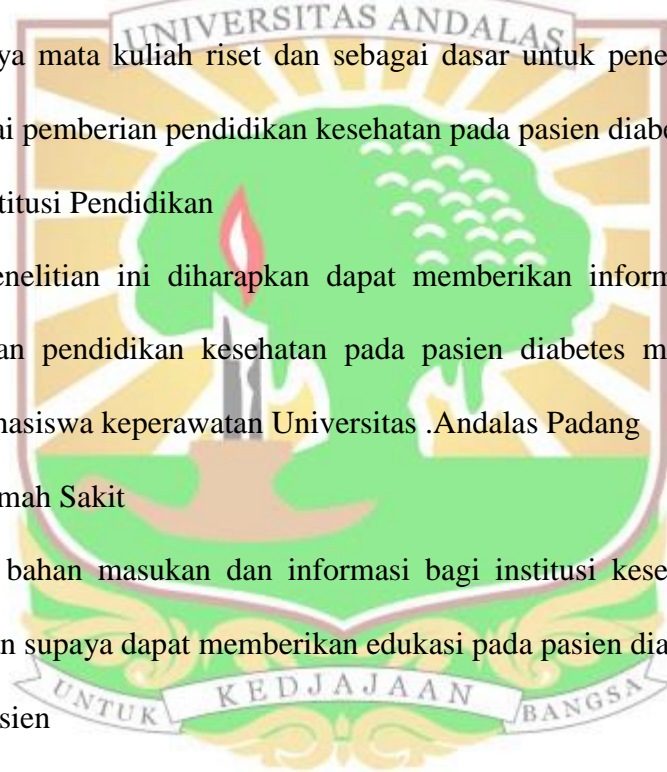 UNIVERSITAS ANDALAS
ya mata kuliah riset dan sebagai dasar untuk pene
ai pemberian pendidikan kesehatan pada pasien diabe
titusi Pendidikan
enelitian ini diharapkan dapat memberikan inform
an pendidikan kesehatan pada pasien diabetes m
hasiswa keperawatan Universitas .Andalas Padang
mah Sakit
bahan masukan dan informasi bagi institusi kese
n supaya dapat memberikan edukasi pada pasien dia
sien
UNTUK KEDJAJAAN BANGSA